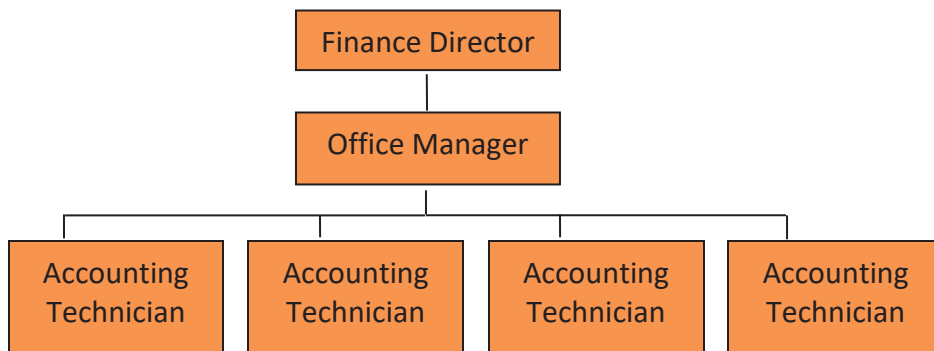 Finance Director
Office Manager
Accounting
Technician
Accounting
Technician
Accounting
Technician
Accounting
Technician